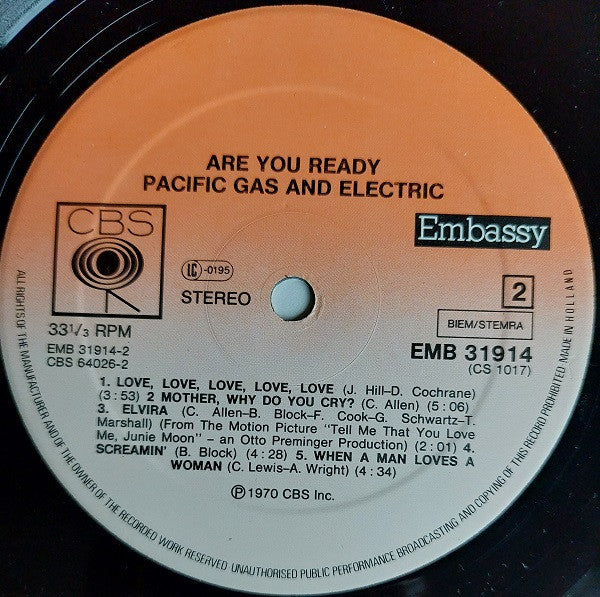 ARE YOU READY
PACIFIC GAS AND ELECTRIC
CBS
Embassy
LC-0195
STEREO
2
33 1/3 RPM
BIEM/STEMRA
EMB 31914-2
CBS 64026-2
EMB 31914
(CS 1017)
1. LOVE, LOVE, LOVE, LOVE, LOVE (J. Hill-D. Cochrane)
(3:53) 2 MOTHER, WHY DO YOU CRY? (C. Allen) (5:06)
3. ELVIRA (C. Allen-B. Block-F. Cook-G. Schwartz-T.
Marshall) (From The Motion Picture "Tell Me That You Love
Me, Junie Moon" – an Otto Preminger Production) (2:01) 4.
SCREAMIN' (B. Block) (4:28) 5. WHEN A MAN LOVES A
WOMAN (C. Lewis-A. Wright) (4:34)
℗ 1970 CBS Inc.
ALL RIGHTS OF THE MANUFACTURER AND OF THE OWNER OF THE RECORDED WORK RESERVED UNAUTHORISED PUBLIC PERFORMANCE BROADCASTING AND COPYING OF THIS RECORD PROHIBITED MADE IN HOLLAND